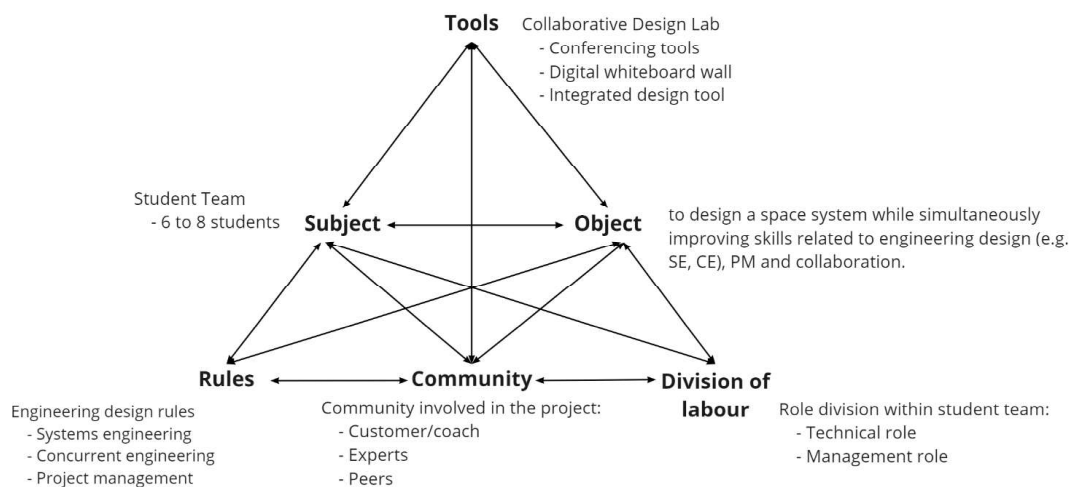 Tools
Collaborative Design Lab
- Conferencing tools
- Digital whiteboard wall
- Integrated design tool
Student Team
- 6 to 8 students
Subject
Object
to design a space system while simultaneously
improving skills related to engineering design (e.g.
SE, CE), PM and collaboration.
Rules
Engineering design rules
- Systems engineering
- Concurrent engineering
- Project management
Community
Community involved in the project:
- Customer/coach
- Experts
- Peers
Division of
labour
Role division within student team:
- Technical role
- Management role